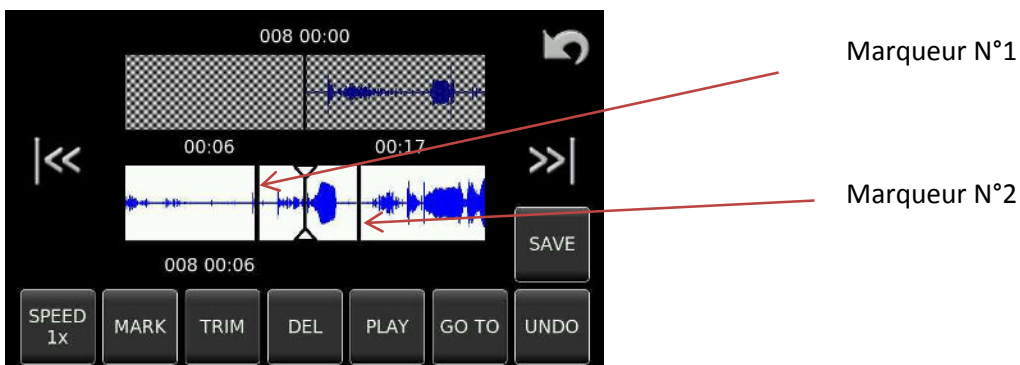 008 00:00
Marqueur N°1
00:06 00:17
Marqueur N°2
SAVE
008 00:06
SPEED 1x
MARK
TRIM
DEL
PLAY
GO TO
UNDO